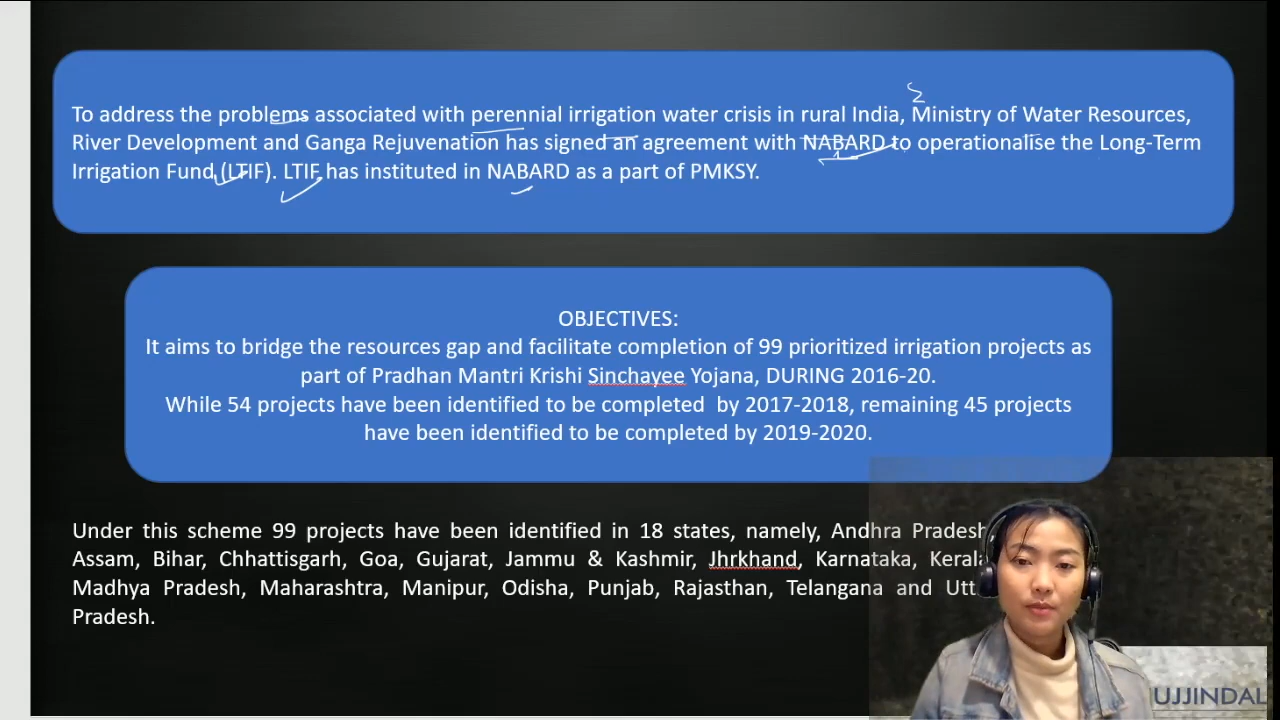 To address the problems associated with perennial irrigation water crisis in rural India, Ministry of Water Resources,
River Development and Ganga Rejuvenation has signed an agreement with NABARD to operationalise the Long-Term
Irrigation Fund (LTIF). LTIF has instituted in NABARD as a part of PMKSY.
OBJECTIVES:
It aims to bridge the resources gap and facilitate completion of 99 prioritized irrigation projects as
part of Pradhan Mantri Krishi Sinchayee Yojana, DURING 2016-20.
While 54 projects have been identified to be completed by 2017-2018, remaining 45 projects
have been identified to be completed by 2019-2020.
Under this scheme 99 projects have been identified in 18 states, namely, Andhra Pradesh
Assam, Bihar, Chhattisgarh, Goa, Gujarat, Jammu & Kashmir, Jhrkhand, Karnataka, Kerala
Madhya Pradesh, Maharashtra, Manipur, Odisha, Punjab, Rajasthan, Telangana and
Pradesh.
UJJINDAL